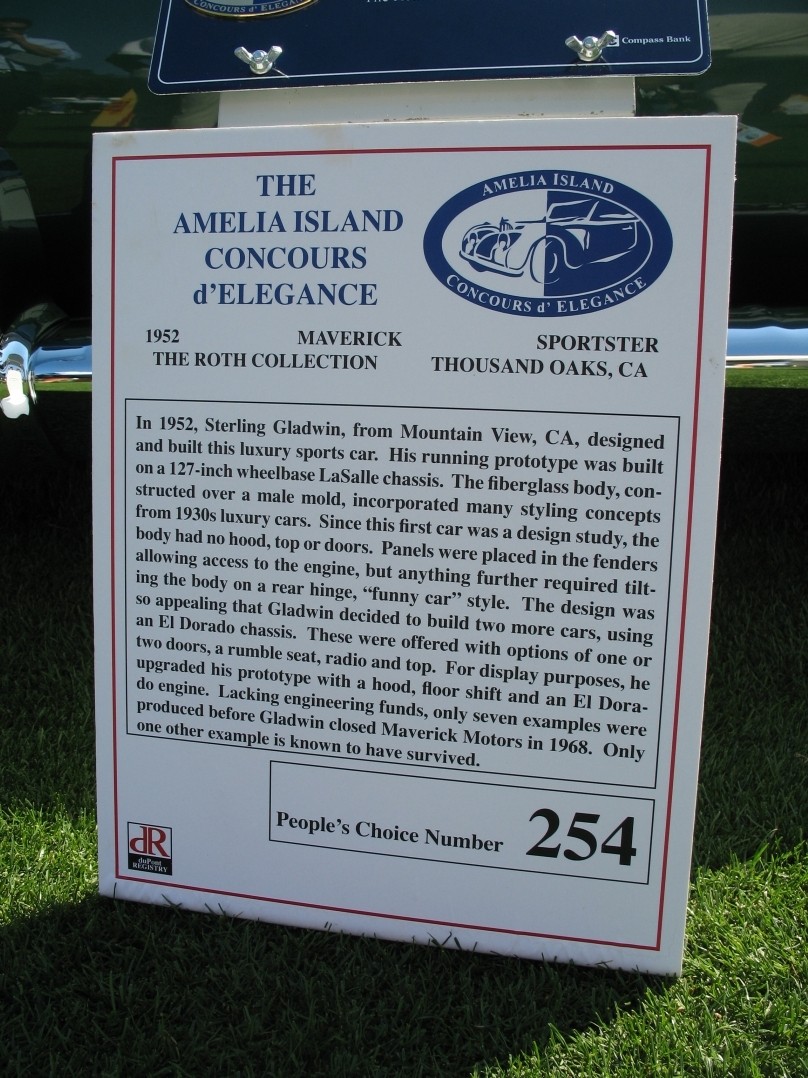 CONCOURS d'ELEGA
Compass Bank
THE
AMELIA ISLAND
CONCOURS
d'ELEGANCE
AMELIA ISLAND
CONCOURS d' ELEGANCE
1952 MAVERICK SPORTSTER
THE ROTH COLLECTION THOUSAND OAKS, CA
In 1952, Sterling Gladwin, from Mountain View, CA, designed
and built this luxury sports car. His running prototype was built
on a 127-inch wheelbase LaSalle chassis. The fiberglass body, con-
structed over a male mold, incorporated many styling concepts
from 1930s luxury cars. Since this first car was a design study, the
body had no hood, top or doors. Panels were placed in the fenders
allowing access to the engine, but anything further required tilt-
ing the body on a rear hinge, “funny car” style. The design was
so appealing that Gladwin decided to build two more cars, using
an El Dorado chassis. These were offered with options of one or
two doors, a rumble seat, radio and top. For display purposes, he
upgraded his prototype with a hood, floor shift and an El Dora-
do engine. Lacking engineering funds, only seven examples were
produced before Gladwin closed Maverick Motors in 1968. Only
one other example is known to have survived.
People's Choice Number 254
dR
duPont
REGISTRY